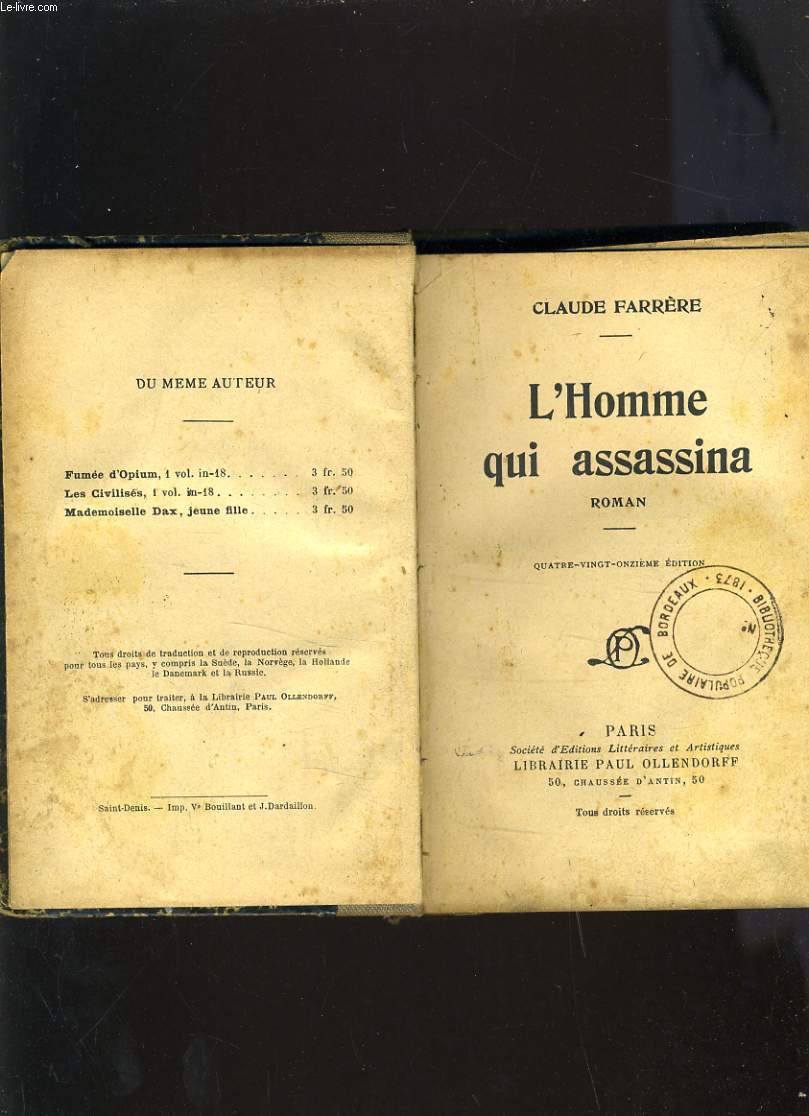 Le-livre.com
DU MEME AUTEUR
Fumée d'Opium, 1 vol. in-18. . . . . . . 3 fr. 50
Les Civilisés, 1 vol. in-18 . . . . . . . . 3 fr. 50
Mademoiselle Dax, jeune fille . . . . . 3 fr. 50
Tous droits de traduction et de reproduction réservés
pour tous les pays, y compris la Suède, la Norvège, la Hollande
le Danemark et la Russie.
S'adresser pour traiter, à la Librairie PAUL OLLENDORFF,
50, Chaussée d'Antin, Paris.
Saint-Denis. — Imp. Vᵉ Bouillant et J. Dardaillon.
CLAUDE FARRÈRE
L'Homme
qui assassina
ROMAN
QUATRE-VINGT-ONZIÈME ÉDITION
BIBLIOTHEQUE POPULAIRE DE BORDEAUX · 1873 ·
N°
PARIS
Société d'Editions Littéraires et Artistiques
LIBRAIRIE PAUL OLLENDORFF
50, CHAUSSÉE D'ANTIN, 50
Tous droits réservés